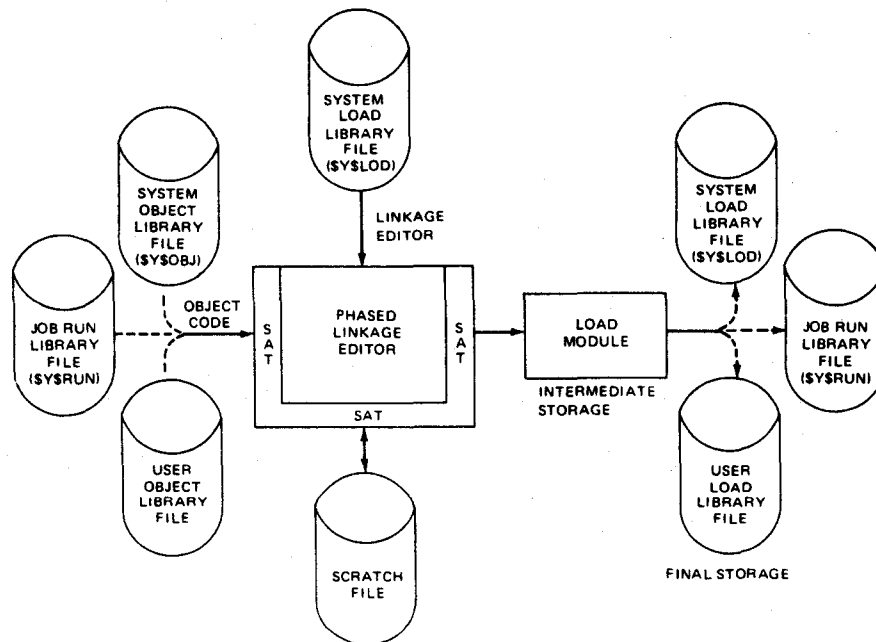 SYSTEM
LOAD
LIBRARY
FILE
($Y$LOD)
SYSTEM
OBJECT
LIBRARY
FILE
($Y$OBJ)
SYSTEM
LOAD
LIBRARY
FILE
($Y$LOD)
LINKAGE
EDITOR
JOB RUN
LIBRARY
FILE
($Y$RUN)
OBJECT
CODE
SAT
PHASED
LINKAGE
EDITOR
SAT
SAT
LOAD
MODULE
INTERMEDIATE
STORAGE
JOB RUN
LIBRARY
FILE
($Y$RUN)
USER
OBJECT
LIBRARY
FILE
SCRATCH
FILE
USER
LOAD
LIBRARY
FILE
FINAL STORAGE